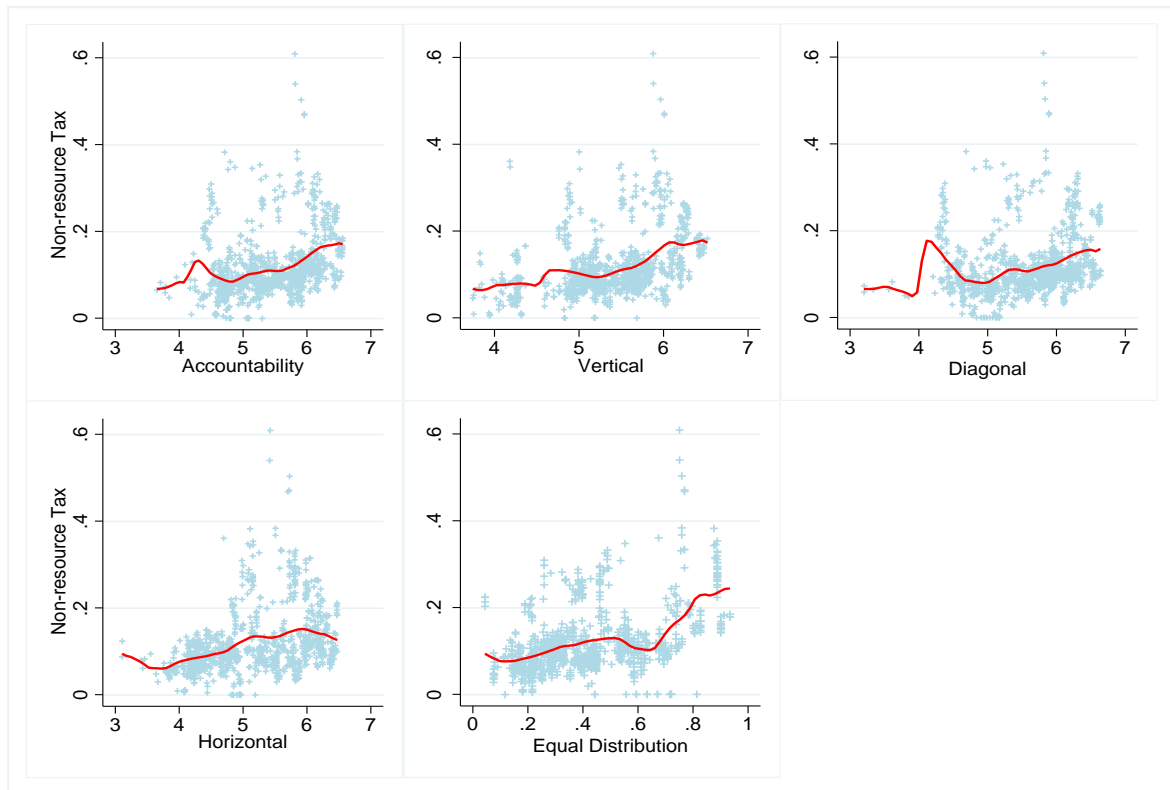 Non-resource Tax
0 .2 .4 .6
3 4 5 6 7
Accountability
0 .2 .4 .6
4 5 6 7
Vertical
0 .2 .4 .6
3 4 5 6 7
Diagonal
Non-resource Tax
0 .2 .4 .6
3 4 5 6 7
Horizontal
0 .2 .4 .6
0 .2 .4 .6 .8 1
Equal Distribution